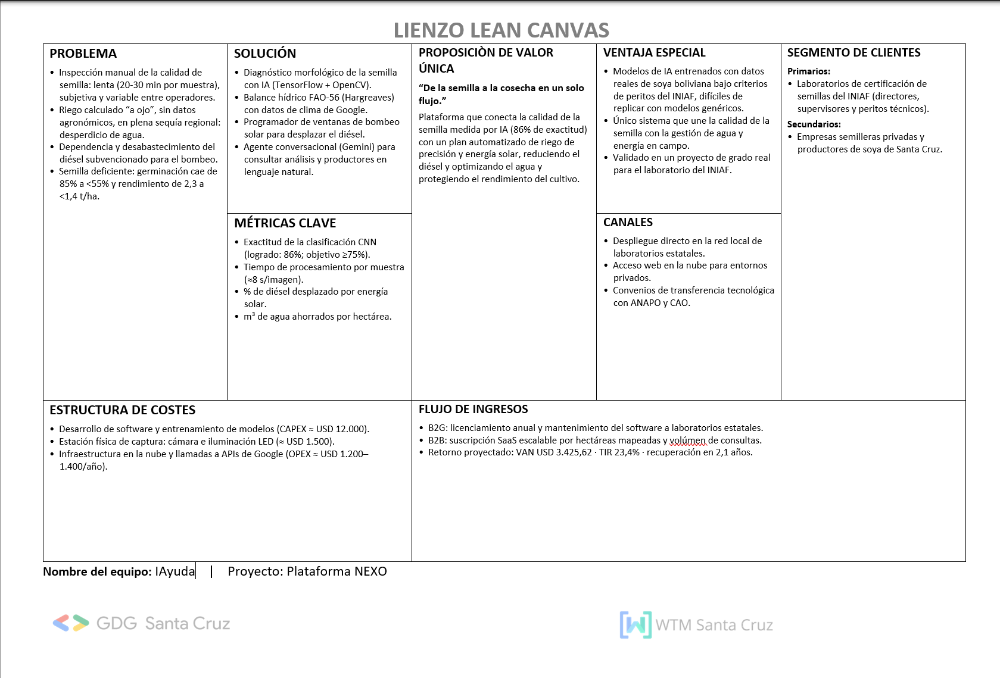 LIENZO LEAN CANVAS
PROBLEMA
• Inspección manual de la calidad de
semilla: lenta (20-30 min por muestra),
subjetiva y variable entre operadores.
• Riego calculado “a ojo”, sin datos
agronómicos, en plena sequía regional:
desperdicio de agua.
• Dependencia y desabastecimiento del
diésel subvencionado para el bombeo.
• Semilla deficiente: germinación cae de
85% a <55% y rendimiento de 2,3 a
<1,4 t/ha.
SOLUCIÓN
• Diagnóstico morfológico de la semilla
con IA (TensorFlow + OpenCV).
• Balance hídrico FAO-56 (Hargreaves)
con datos de clima de Google.
• Programador de ventanas de bombeo
solar para desplazar el diésel.
• Agente conversacional (Gemini) para
consultar análisis y productores en
lenguaje natural.
MÉTRICAS CLAVE
• Exactitud de la clasificación CNN
(logrado: 86%; objetivo ≥75%).
• Tiempo de procesamiento por muestra
(≈8 s/imagen).
• % de diésel desplazado por energía
solar.
• m³ de agua ahorrados por hectárea.
PROPOSICIÒN DE VALOR
ÚNICA
“De la semilla a la cosecha en un solo
flujo.”
Plataforma que conecta la calidad de la
semilla medida por IA (86% de exactitud)
con un plan automatizado de riego de
precisión y energía solar, reduciendo el
diésel y optimizando el agua y
protegiendo el rendimiento del cultivo.
VENTAJA ESPECIAL
• Modelos de IA entrenados con datos
reales de soya boliviana bajo criterios
de peritos del INIAF, difíciles de
replicar con modelos genéricos.
• Único sistema que une la calidad de la
semilla con la gestión de agua y
energía en campo.
• Validado en un proyecto de grado real
para el laboratorio del INIAF.
CANALES
• Despliegue directo en la red local de
laboratorios estatales.
• Acceso web en la nube para entornos
privados.
• Convenios de transferencia tecnológica
con ANAPO y CAO.
SEGMENTO DE CLIENTES
Primarios:
• Laboratorios de certificación de
semillas del INIAF (directores,
supervisores y peritos técnicos).
Secundarios:
• Empresas semilleras privadas y
productores de soya de Santa Cruz.
ESTRUCTURA DE COSTES
• Desarrollo de software y entrenamiento de modelos (CAPEX ≈ USD 12.000).
• Estación física de captura: cámara e iluminación LED (≈ USD 1.500).
• Infraestructura en la nube y llamadas a APIs de Google (OPEX ≈ USD 1.200–
1.400/año).
FLUJO DE INGRESOS
• B2G: licenciamiento anual y mantenimiento del software a laboratorios estatales.
• B2B: suscripción SaaS escalable por hectáreas mapeadas y volúmen de consultas.
• Retorno proyectado: VAN USD 3.425,62 · TIR 23,4% · recuperación en 2,1 años.
Nombre del equipo: IAyuda | Proyecto: Plataforma NEXO
GDG Santa Cruz
WTM Santa Cruz